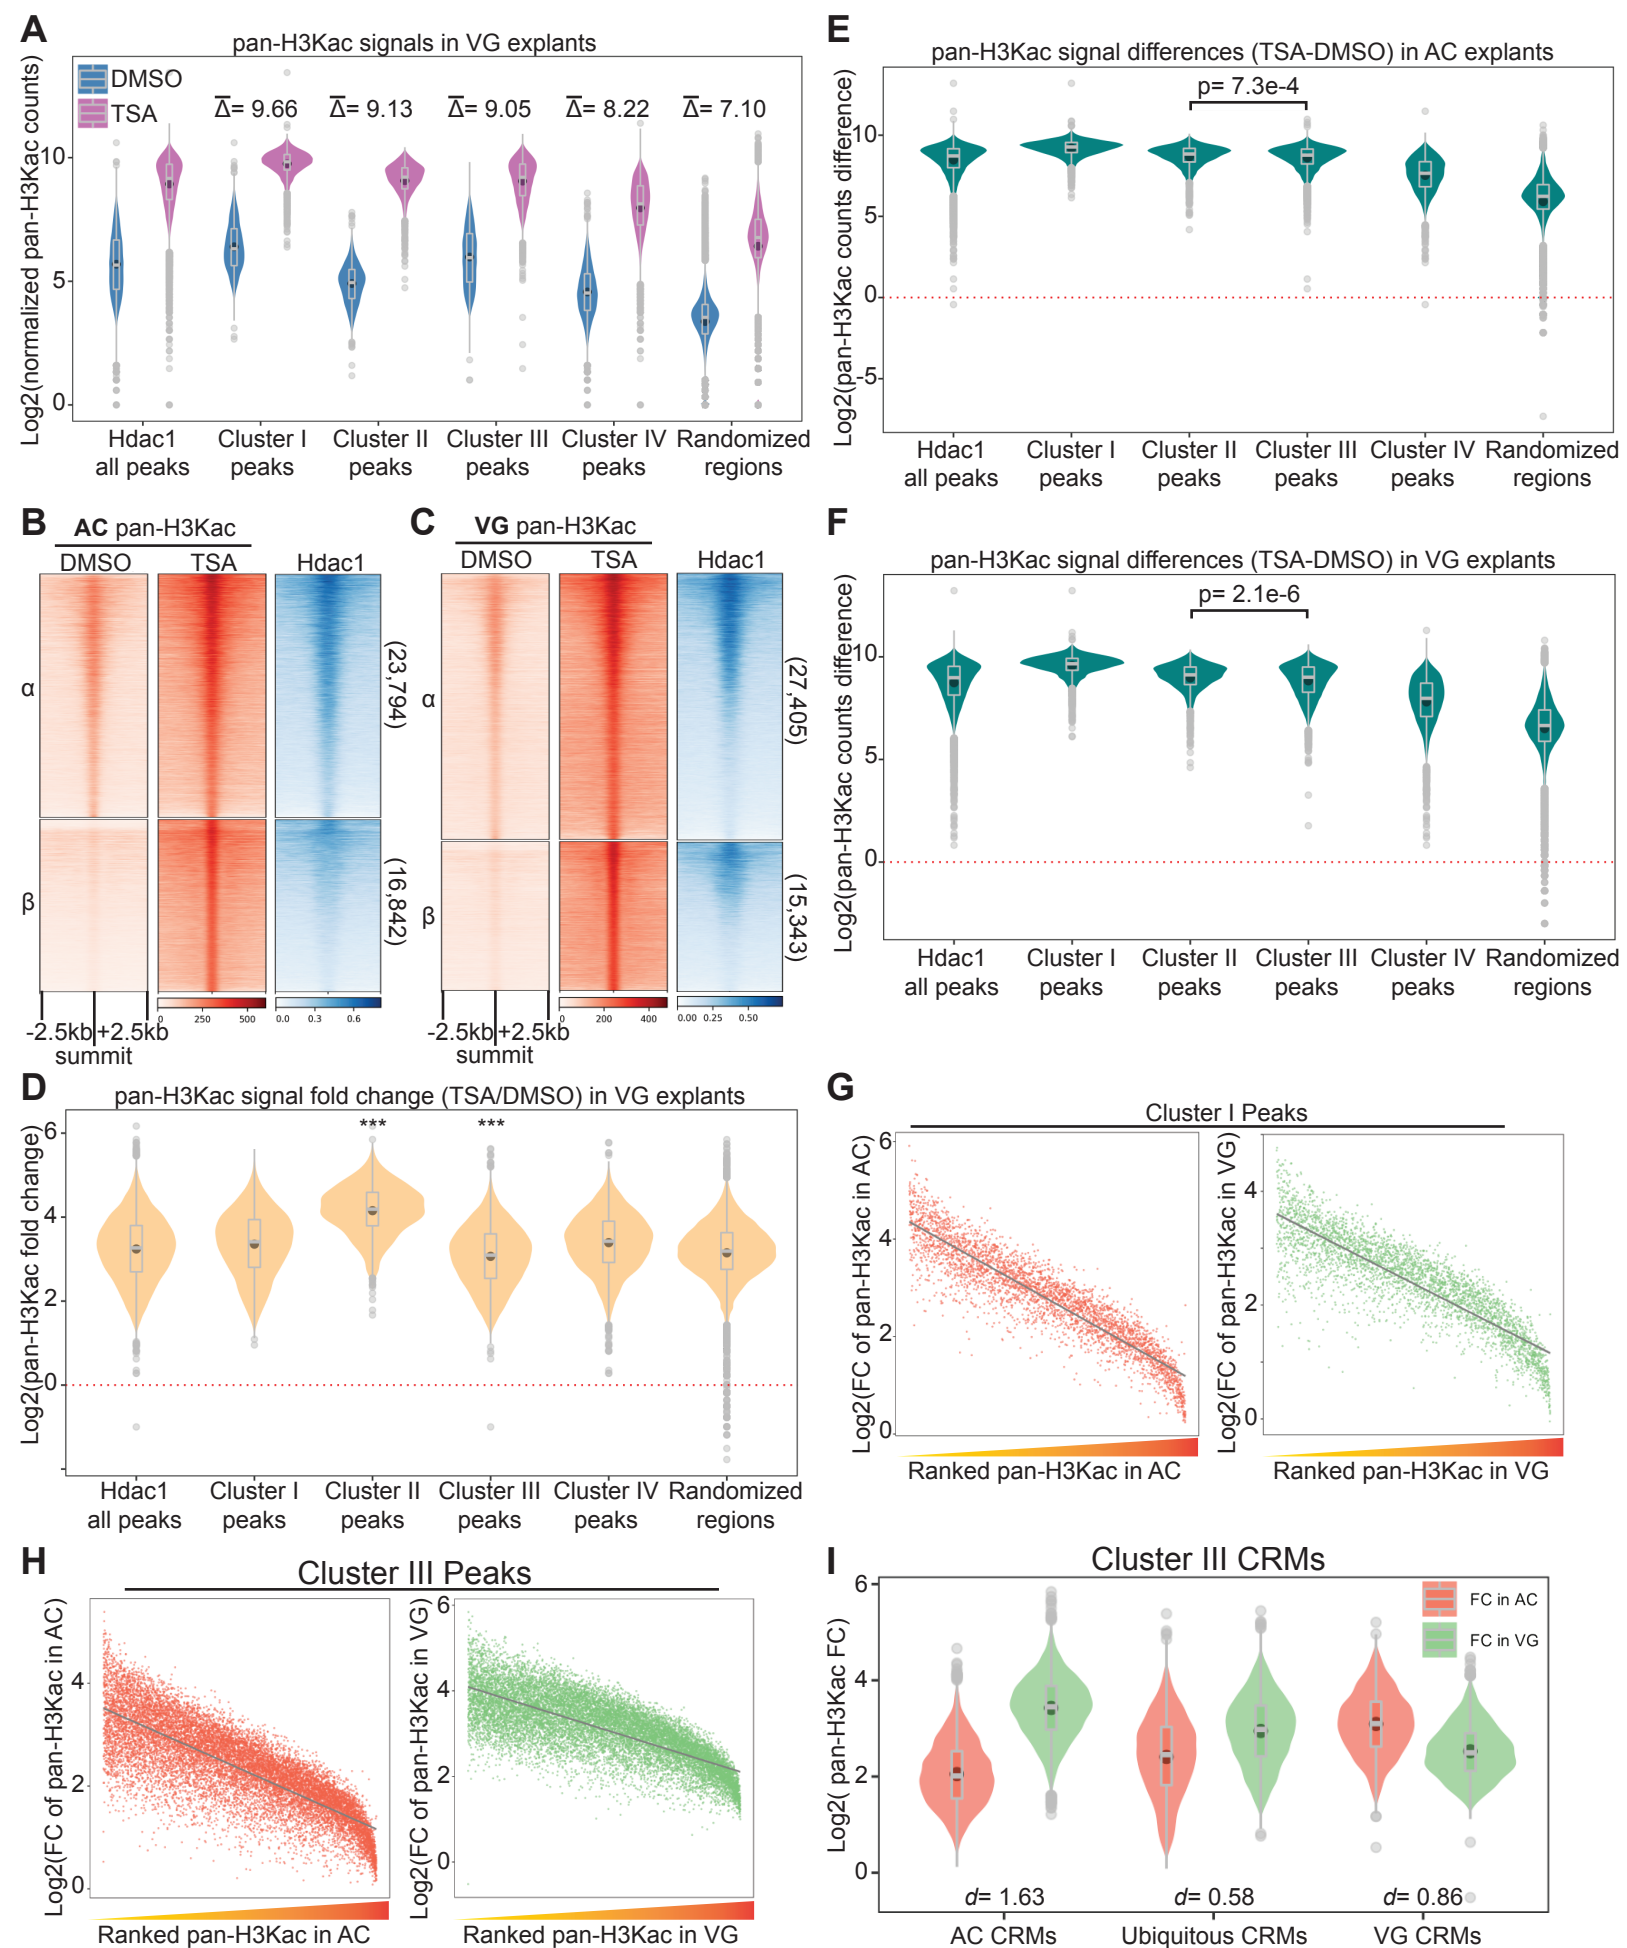 A
pan-H3Kac signals in VG explants
DMSO
TSA
Δ= 9.66
Δ= 9.13
Δ= 9.05
Δ= 8.22
Δ= 7.10
Log2(normalized pan-H3Kac counts)
10
5
0
Hdac1 all peaks
Cluster I peaks
Cluster II peaks
Cluster III peaks
Cluster IV peaks
Randomized regions
B
AC pan-H3Kac
DMSO
TSA
Hdac1
α
β
(23,794)
(16,842)
0 250 500
0.0 0.3 0.6
-2.5kb +2.5kb
summit
C
VG pan-H3Kac
DMSO
TSA
Hdac1
α
β
(27,405)
(15,343)
0 200 400
0.00 0.25 0.50
-2.5kb +2.5kb
summit
D
pan-H3Kac signal fold change (TSA/DMSO) in VG explants
Log2(pan-H3Kac fold change)
6
4
2
0
***
***
Hdac1 all peaks
Cluster I peaks
Cluster II peaks
Cluster III peaks
Cluster IV peaks
Randomized regions
E
pan-H3Kac signal differences (TSA-DMSO) in AC explants
p= 7.3e-4
Log2(pan-H3Kac counts difference)
10
5
0
-5
Hdac1 all peaks
Cluster I peaks
Cluster II peaks
Cluster III peaks
Cluster IV peaks
Randomized regions
F
pan-H3Kac signal differences (TSA-DMSO) in VG explants
p= 2.1e-6
Log2(pan-H3Kac counts difference)
10
5
0
Hdac1 all peaks
Cluster I peaks
Cluster II peaks
Cluster III peaks
Cluster IV peaks
Randomized regions
G
Cluster I Peaks
Log2(FC of pan-H3Kac in AC)
6
4
2
0
Ranked pan-H3Kac in AC
Log2(FC of pan-H3Kac in VG)
4
2
0
Ranked pan-H3Kac in VG
H
Cluster III Peaks
Log2(FC of pan-H3Kac in AC)
4
2
0
Ranked pan-H3Kac in AC
Log2(FC of pan-H3Kac in VG)
6
4
2
0
Ranked pan-H3Kac in VG
I
Cluster III CRMs
FC in AC
FC in VG
Log2( pan-H3Kac FC)
6
4
2
0
d= 1.63
d= 0.58
d= 0.86
AC CRMs
Ubiquitous CRMs
VG CRMs